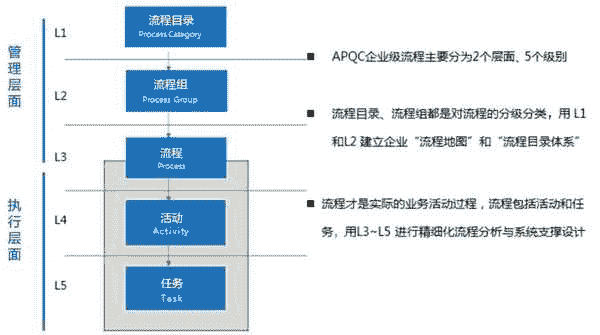 管理层面
执行层面
L1
流程目录
Process Category
L2
流程组
Process Group
L3
流程
Process
L4
活动
Activity
L5
任务
Task
■ APQC企业级流程主要分为2个层面、5个级别
■ 流程目录、流程组都是对流程的分级分类，用 L1
和L2 建立企业“流程地图”和“流程目录体系”
■ 流程才是实际的业务活动过程，流程包括活动和任
务，用L3~L5 进行精细化流程分析与系统支撑设计